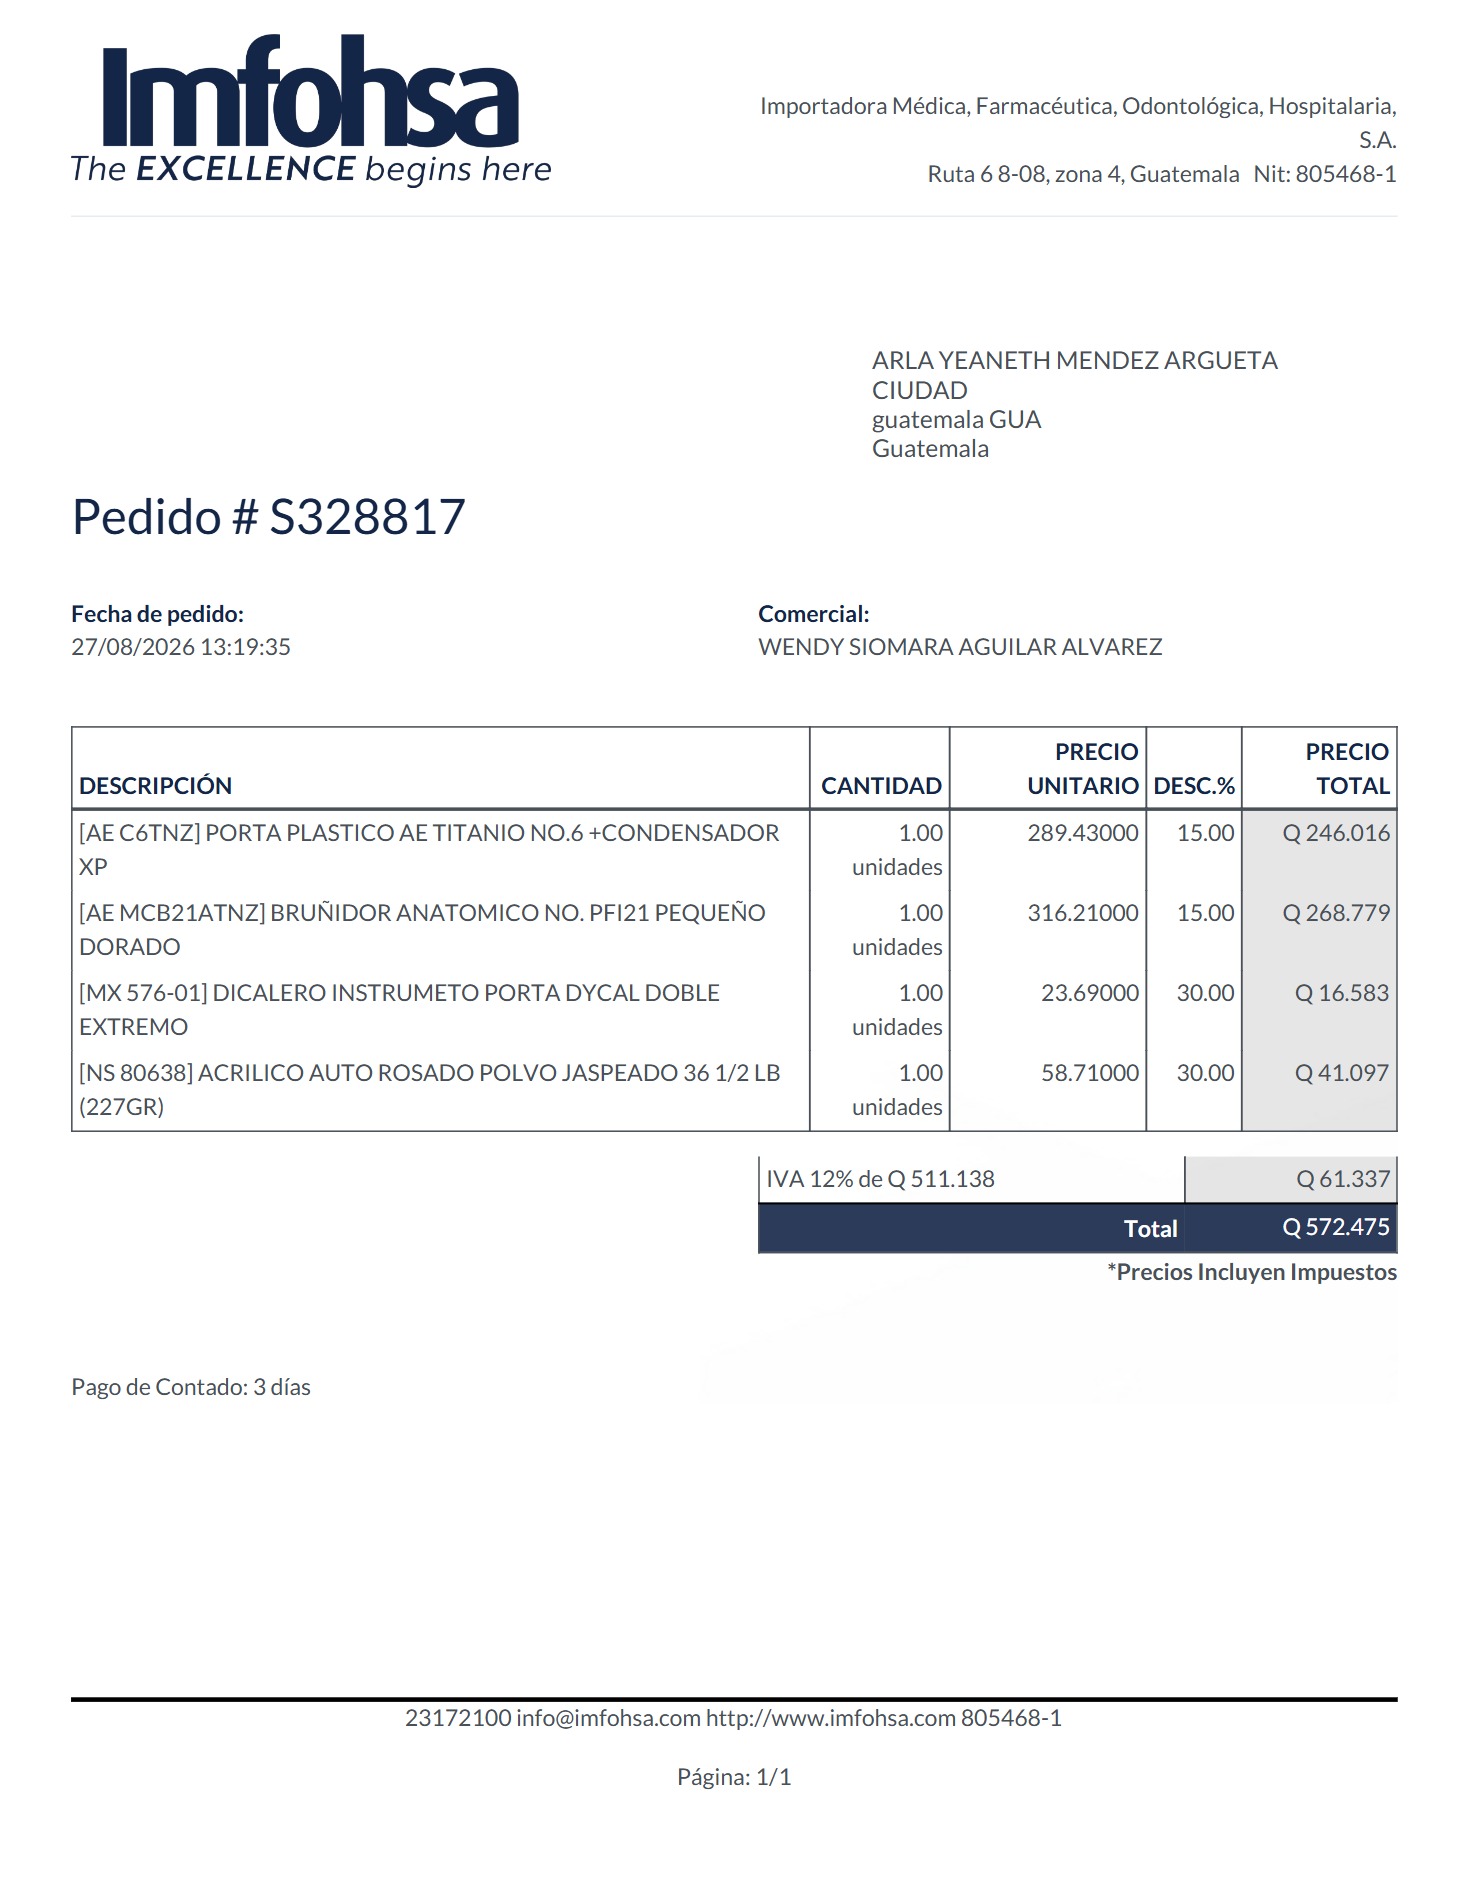 Imfohsa
The EXCELLENCE begins here
Importadora Médica, Farmacéutica, Odontológica, Hospitalaria,
S.A.
Ruta 6 8-08, zona 4, Guatemala Nit: 805468-1
ARLA YEANETH MENDEZ ARGUETA
CIUDAD
guatemala GUA
Guatemala
Pedido # S328817
Fecha de pedido: Comercial:
27/08/2026 13:19:35 WENDY SIOMARA AGUILAR ALVAREZ
PRECIO PRECIO
DESCRIPCIÓN CANTIDAD UNITARIO DESC.% TOTAL
[AE C6TNZ] PORTA PLASTICO AE TITANIO NO.6 +CONDENSADOR 1.00 289.43000 15.00 Q 246.016
XP unidades
[AE MCB21ATNZ] BRUÑIDOR ANATOMICO NO. PFI21 PEQUEÑO 1.00 316.21000 15.00 Q 268.779
DORADO unidades
[MX 576-01] DICALERO INSTRUMETO PORTA DYCAL DOBLE 1.00 23.69000 30.00 Q 16.583
EXTREMO unidades
[NS 80638] ACRILICO AUTO ROSADO POLVO JASPEADO 36 1/2 LB 1.00 58.71000 30.00 Q 41.097
(227GR) unidades
IVA 12% de Q 511.138 Q 61.337
Total Q 572.475
*Precios Incluyen Impuestos
Pago de Contado: 3 días
23172100 info@imfohsa.com http://www.imfohsa.com 805468-1
Página: 1/1